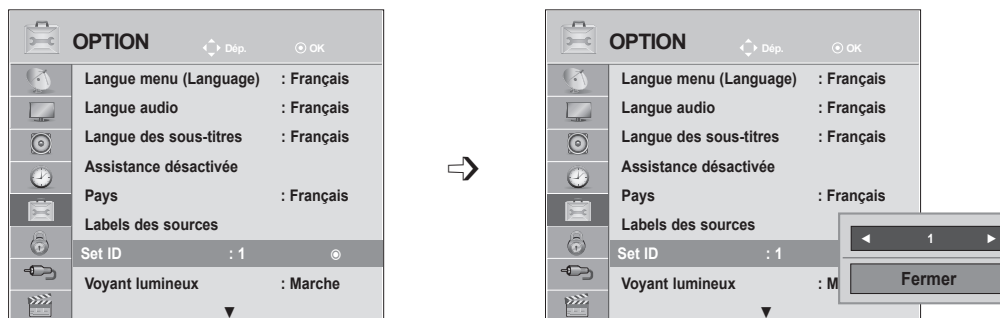 OPTION Dép. OK
Langue menu (Language) : Français
Langue audio : Français
Langue des sous-titres : Français
Assistance désactivée
Pays : Français
Labels des sources
Set ID : 1
Voyant lumineux : Marche
OPTION Dép. OK
Langue menu (Language) : Français
Langue audio : Français
Langue des sous-titres : Français
Assistance désactivée
Pays : Français
Labels des sources
Set ID : 1
Voyant lumineux : M
◄ 1 ►
Fermer